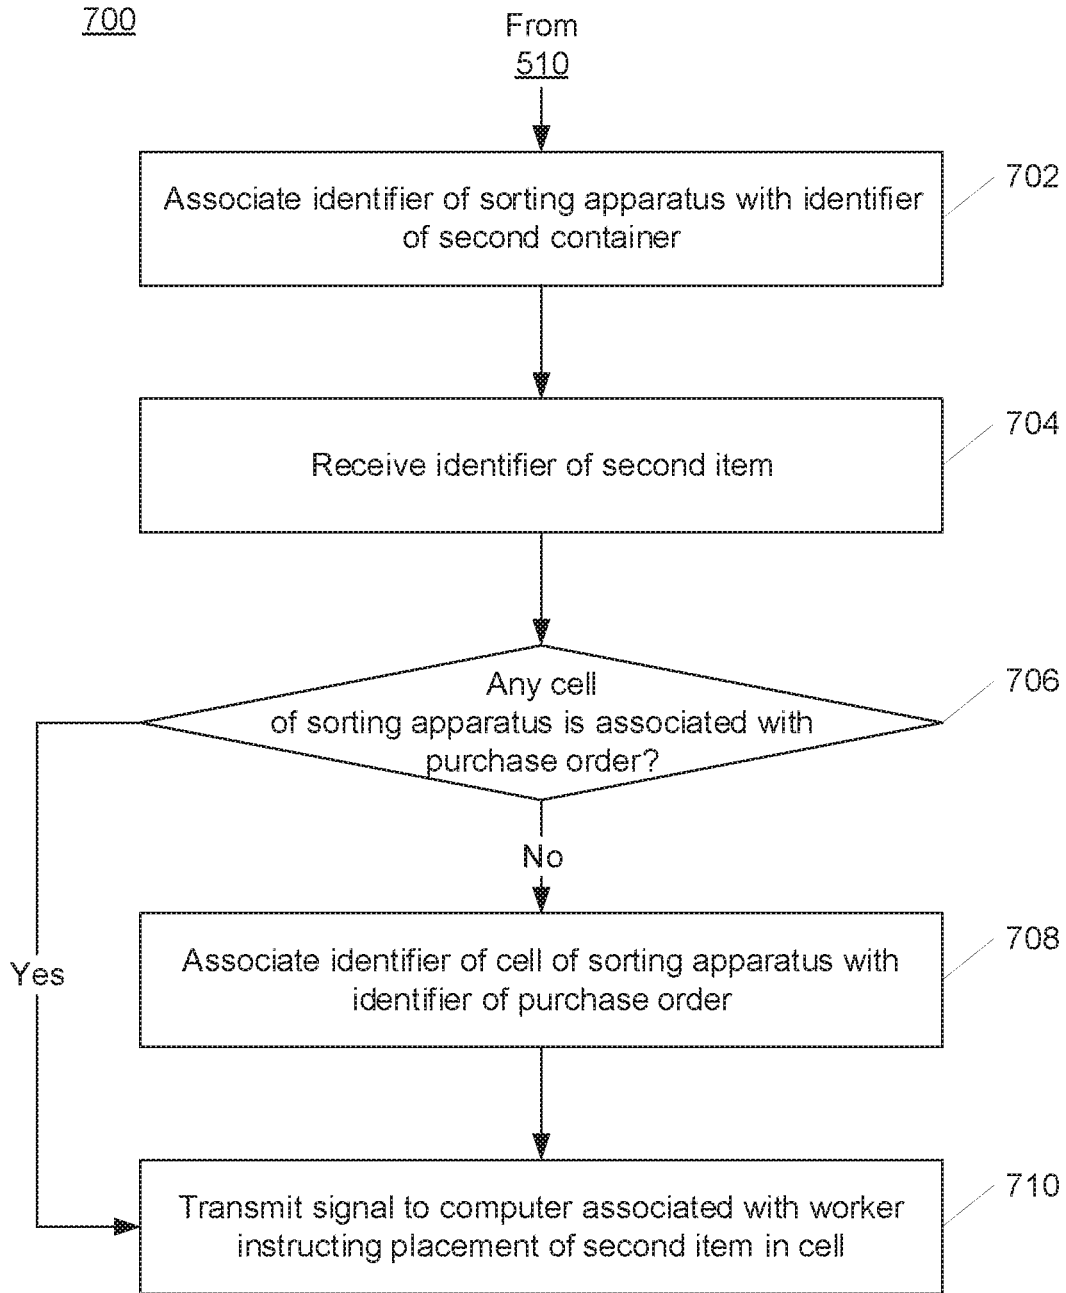 700
From
510
702
Associate identifier of sorting apparatus with identifier
of second container
704
Receive identifier of second item
706
Any cell
of sorting apparatus is associated with
purchase order?
No
708
Associate identifier of cell of sorting apparatus with
identifier of purchase order
Yes
710
Transmit signal to computer associated with worker
instructing placement of second item in cell